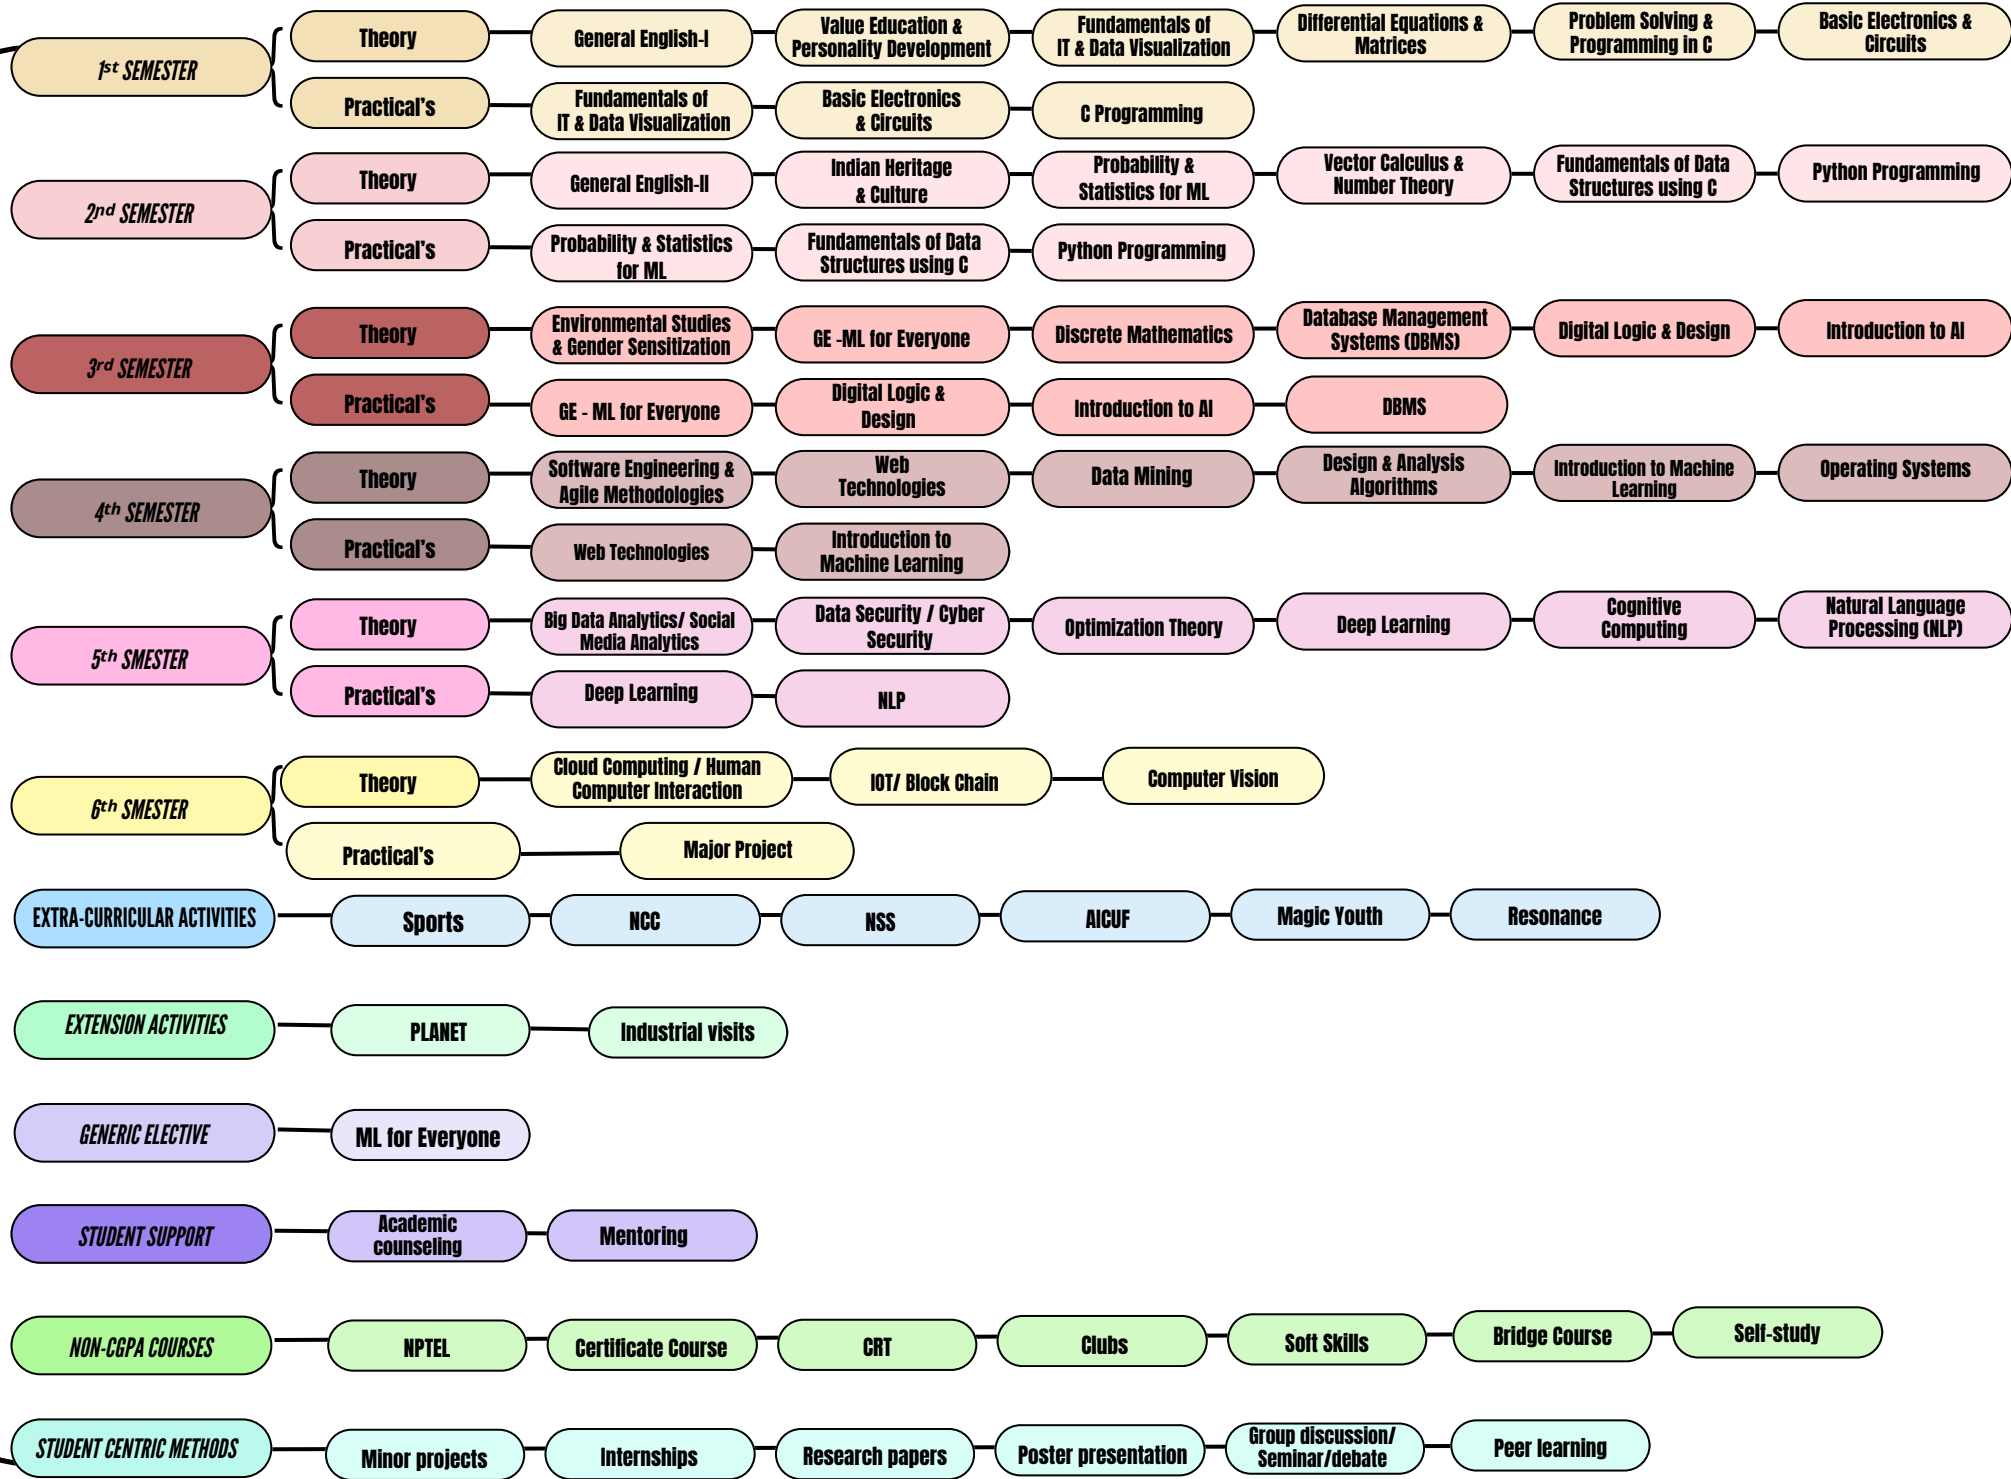 1st SEMESTER
Theory
General English-I
Value Education &
Personality Development
Fundamentals of
IT & Data Visualization
Differential Equations &
Matrices
Problem Solving &
Programming in C
Basic Electronics &
Circuits
Practical's
Fundamentals of
IT & Data Visualization
Basic Electronics
& Circuits
C Programming
2nd SEMESTER
Theory
General English-II
Indian Heritage
& Culture
Probability &
Statistics for ML
Vector Calculus &
Number Theory
Fundamentals of Data
Structures using C
Python Programming
Practical's
Probability & Statistics
for ML
Fundamentals of Data
Structures using C
Python Programming
3rd SEMESTER
Theory
Environmental Studies
& Gender Sensitization
GE -ML for Everyone
Discrete Mathematics
Database Management
Systems (DBMS)
Digital Logic & Design
Introduction to AI
Practical's
GE - ML for Everyone
Digital Logic &
Design
Introduction to AI
DBMS
4th SEMESTER
Theory
Software Engineering &
Agile Methodologies
Web
Technologies
Data Mining
Design & Analysis
Algorithms
Introduction to Machine
Learning
Operating Systems
Practical's
Web Technologies
Introduction to
Machine Learning
5th SMESTER
Theory
Big Data Analytics/ Social
Media Analytics
Data Security / Cyber
Security
Optimization Theory
Deep Learning
Cognitive
Computing
Natural Language
Processing (NLP)
Practical's
Deep Learning
NLP
6th SMESTER
Theory
Cloud Computing / Human
Computer Interaction
IOT/ Block Chain
Computer Vision
Practical's
Major Project
EXTRA-CURRICULAR ACTIVITIES
Sports
NCC
NSS
AICUF
Magic Youth
Resonance
EXTENSION ACTIVITIES
PLANET
Industrial visits
GENERIC ELECTIVE
ML for Everyone
STUDENT SUPPORT
Academic
counseling
Mentoring
NON-CGPA COURSES
NPTEL
Certificate Course
CRT
Clubs
Soft Skills
Bridge Course
Self-study
STUDENT CENTRIC METHODS
Minor projects
Internships
Research papers
Poster presentation
Group discussion/
Seminar/debate
Peer learning